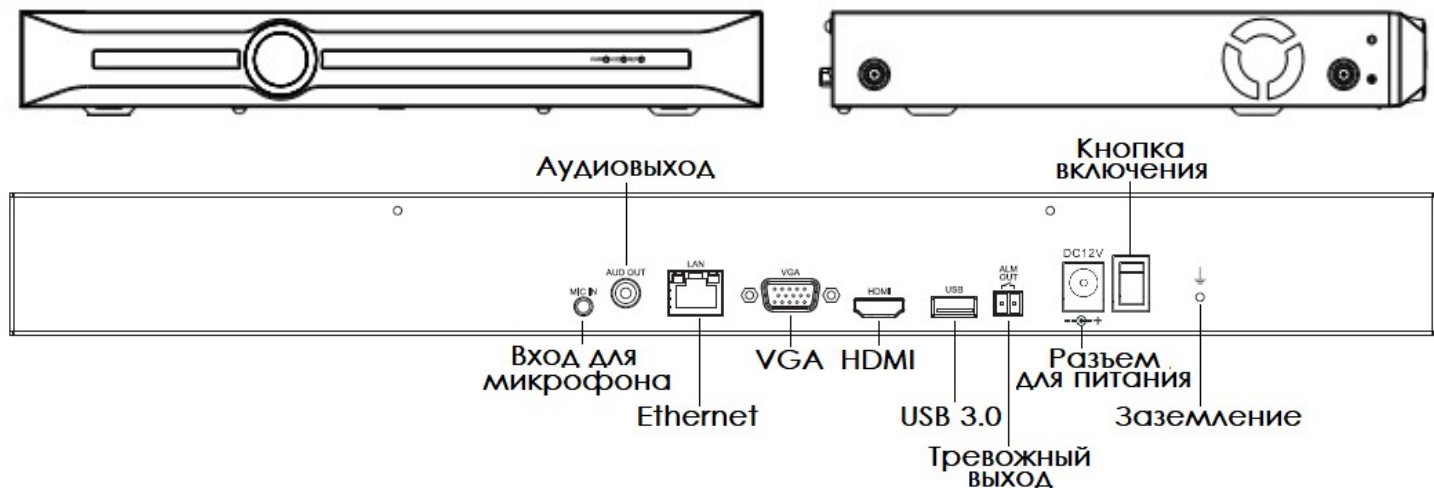 Аудиовыход
Кнопка
включения
MIC IN
AUD OUT
LAN
VGA
HDMI
USB
ALM
OUT
DC12V
Вход для
микрофона
Ethernet
VGA
HDMI
USB 3.0
Тревожный
выход
Разъем
для питания
Заземление